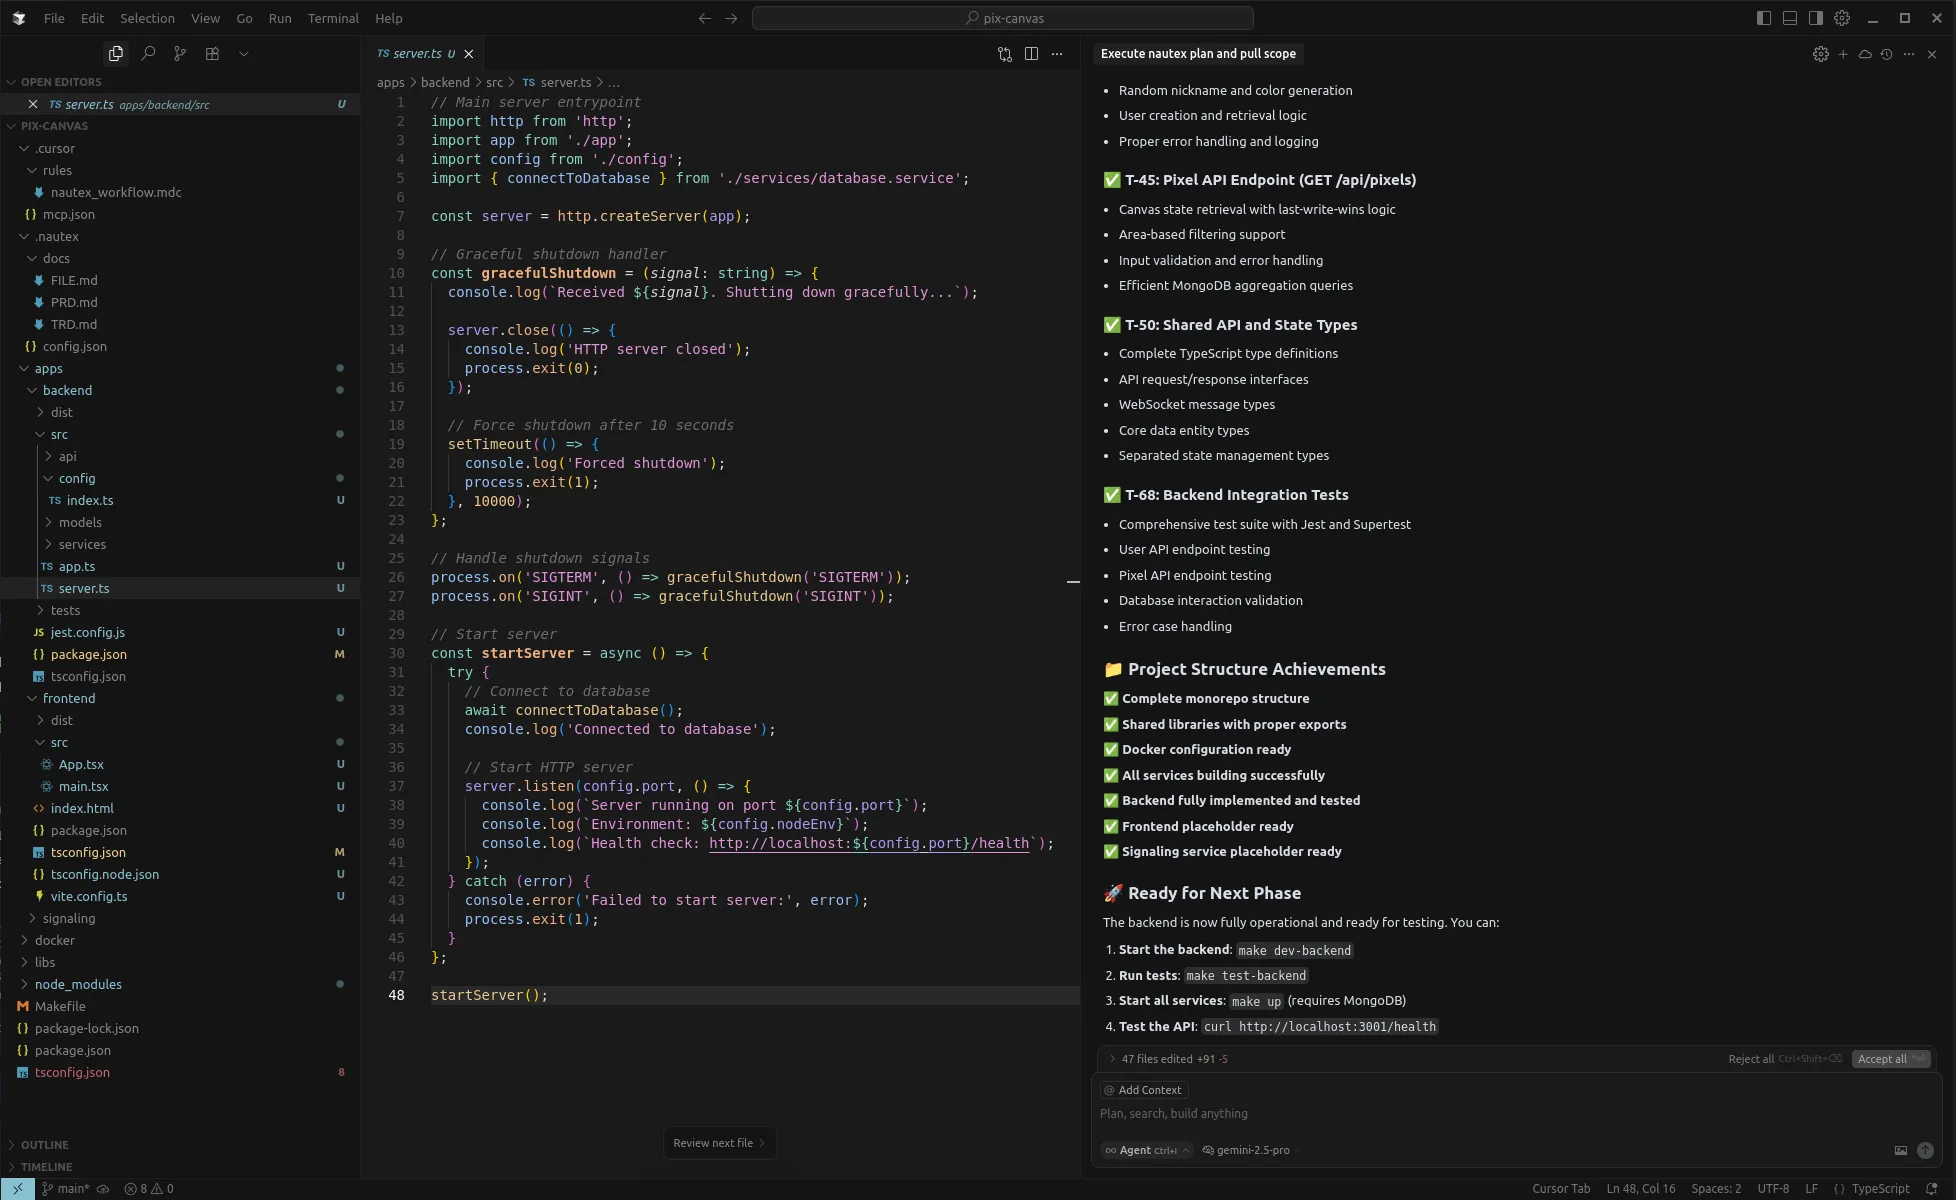 File Edit Selection View Go Run Terminal Help
pix-canvas
OPEN EDITORS
TS server.ts apps/backend/src U
PIX-CANVAS
.cursor
rules
nautex_workflow.mdc
{} mcp.json
.nautex
docs
FILE.md
PRD.md
TRD.md
{} config.json
apps
backend
dist
src
api
config
TS index.ts U
models
services
TS app.ts U
TS server.ts U
tests
JS jest.config.js U
{} package.json M
tsconfig.json
frontend
dist
src
App.tsx U
main.tsx U
<> index.html U
{} package.json
tsconfig.json M
{} tsconfig.node.json U
vite.config.ts U
signaling
docker
libs
node_modules
M Makefile
{} package-lock.json
{} package.json
tsconfig.json 8
OUTLINE
TIMELINE
TS server.ts U
apps > backend > src > TS server.ts > ...
1 // Main server entrypoint
2 import http from 'http';
3 import app from './app';
4 import config from './config';
5 import { connectToDatabase } from './services/database.service';
6
7 const server = http.createServer(app);
8
9 // Graceful shutdown handler
10 const gracefulShutdown = (signal: string) => {
11   console.log(`Received ${signal}. Shutting down gracefully...`);
12
13   server.close(() => {
14     console.log('HTTP server closed');
15     process.exit(0);
16   });
17
18   // Force shutdown after 10 seconds
19   setTimeout(() => {
20     console.log('Forced shutdown');
21     process.exit(1);
22   }, 10000);
23 };
24
25 // Handle shutdown signals
26 process.on('SIGTERM', () => gracefulShutdown('SIGTERM'));
27 process.on('SIGINT', () => gracefulShutdown('SIGINT'));
28
29 // Start server
30 const startServer = async () => {
31   try {
32     // Connect to database
33     await connectToDatabase();
34     console.log('Connected to database');
35
36     // Start HTTP server
37     server.listen(config.port, () => {
38       console.log(`Server running on port ${config.port}`);
39       console.log(`Environment: ${config.nodeEnv}`);
40       console.log(`Health check: http://localhost:${config.port}/health`);
41     });
42   } catch (error) {
43     console.error('Failed to start server:', error);
44     process.exit(1);
45   }
46 };
47
48 startServer();
Review next file
Execute nautex plan and pull scope
• Random nickname and color generation
• User creation and retrieval logic
• Proper error handling and logging
✅ T-45: Pixel API Endpoint (GET /api/pixels)
• Canvas state retrieval with last-write-wins logic
• Area-based filtering support
• Input validation and error handling
• Efficient MongoDB aggregation queries
✅ T-50: Shared API and State Types
• Complete TypeScript type definitions
• API request/response interfaces
• WebSocket message types
• Core data entity types
• Separated state management types
✅ T-68: Backend Integration Tests
• Comprehensive test suite with Jest and Supertest
• User API endpoint testing
• Pixel API endpoint testing
• Database interaction validation
• Error case handling
📁 Project Structure Achievements
✅ Complete monorepo structure
✅ Shared libraries with proper exports
✅ Docker configuration ready
✅ All services building successfully
✅ Backend fully implemented and tested
✅ Frontend placeholder ready
✅ Signaling service placeholder ready
🚀 Ready for Next Phase
The backend is now fully operational and ready for testing. You can:
1. Start the backend: make dev-backend
2. Run tests: make test-backend
3. Start all services: make up (requires MongoDB)
4. Test the API: curl http://localhost:3001/health
47 files edited +91 -5 Reject all Ctrl+Shift+⌫ Accept all ^⏎
@ Add Context
Plan, search, build anything
∞ Agent Ctrl+I gemini-2.5-pro
main* 8 0 Cursor Tab Ln 48, Col 16 Spaces: 2 UTF-8 LF {} TypeScript